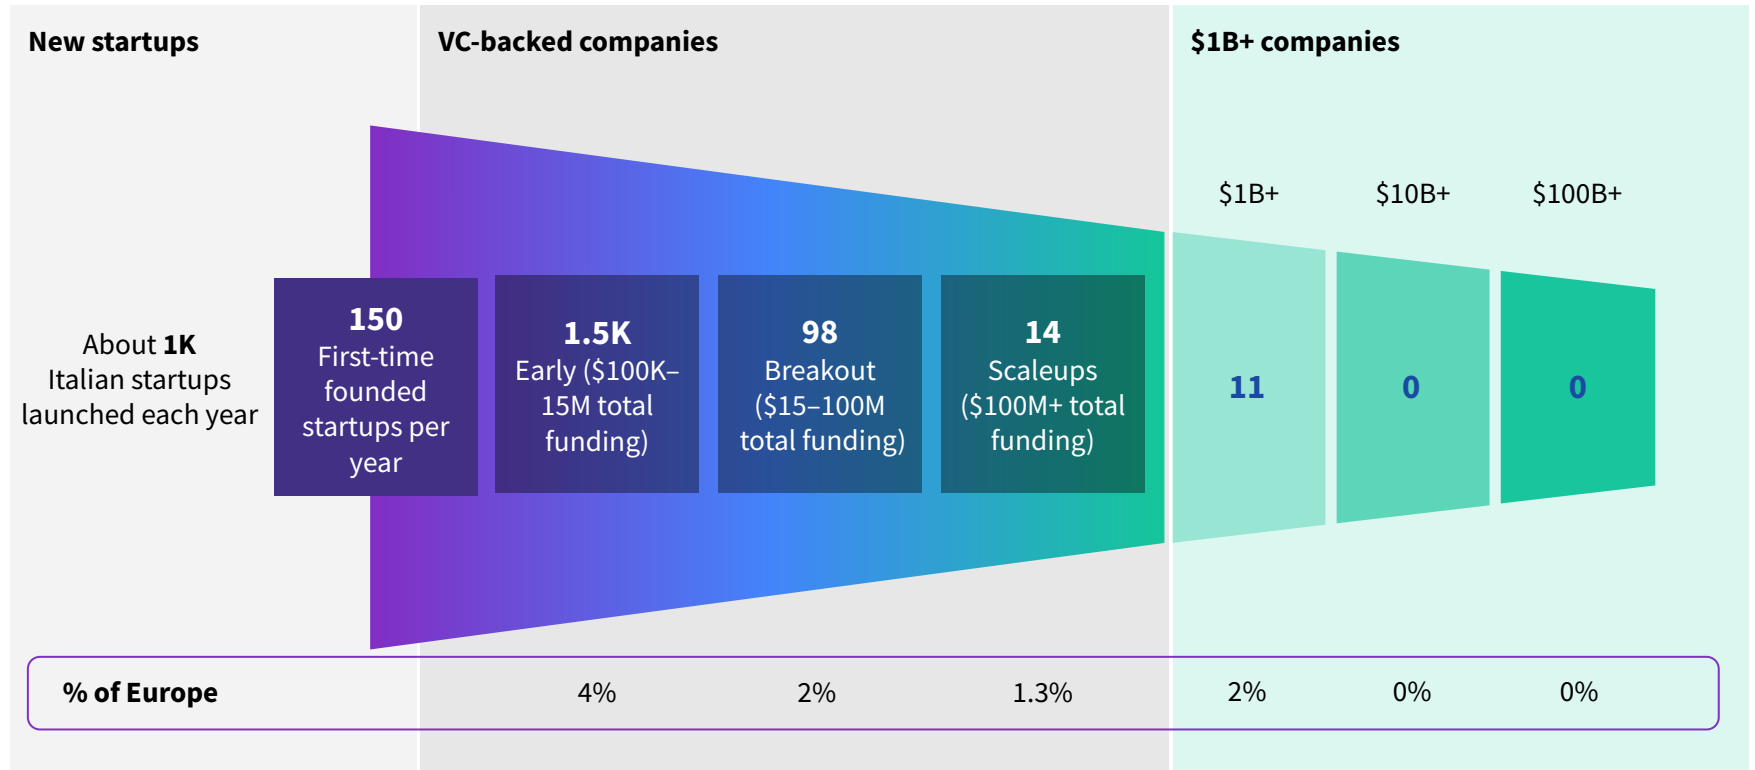 New startups
VC-backed companies
$1B+ companies
$1B+
$10B+
$100B+
About 1K
Italian startups
launched each year
150
First-time
founded
startups per
year
1.5K
Early ($100K–
15M total
funding)
98
Breakout
($15–100M
total funding)
14
Scaleups
($100M+ total
funding)
11
0
0
% of Europe
4%
2%
1.3%
2%
0%
0%